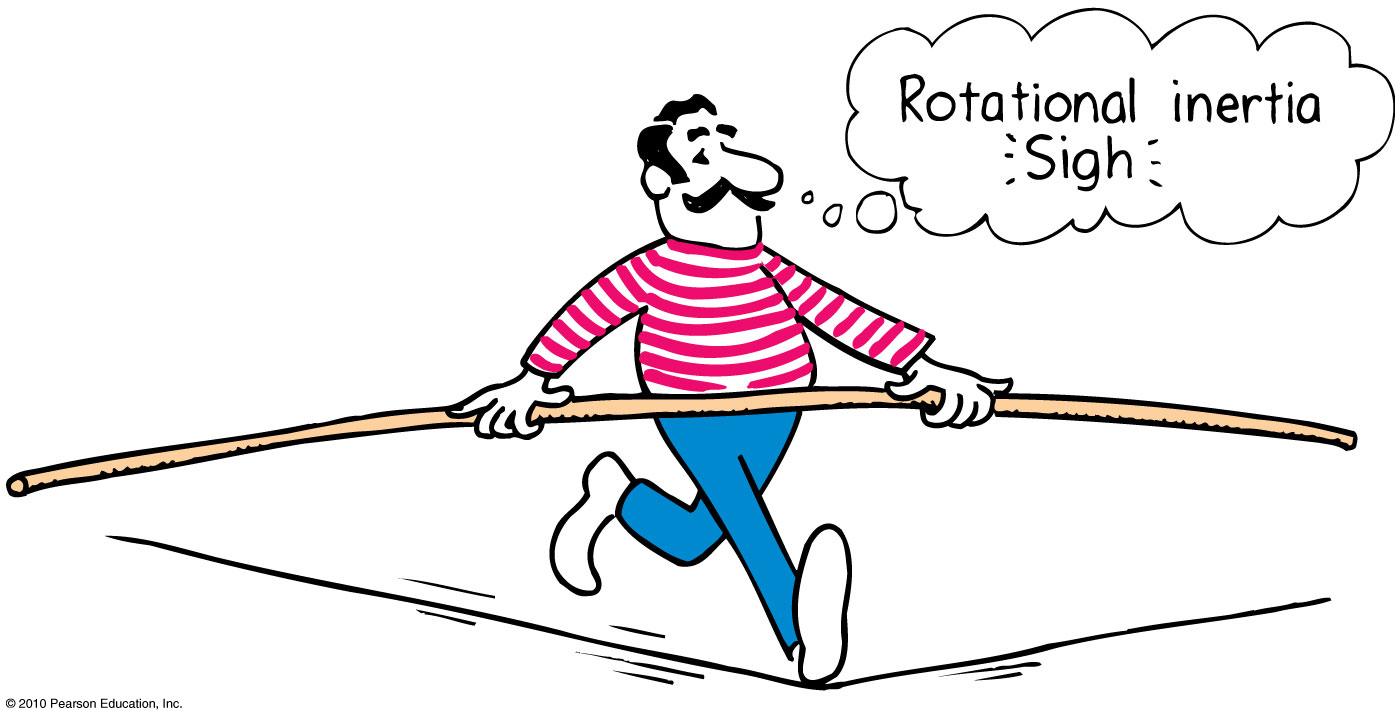 Rotational inertia
Sigh
© 2010 Pearson Education, Inc.